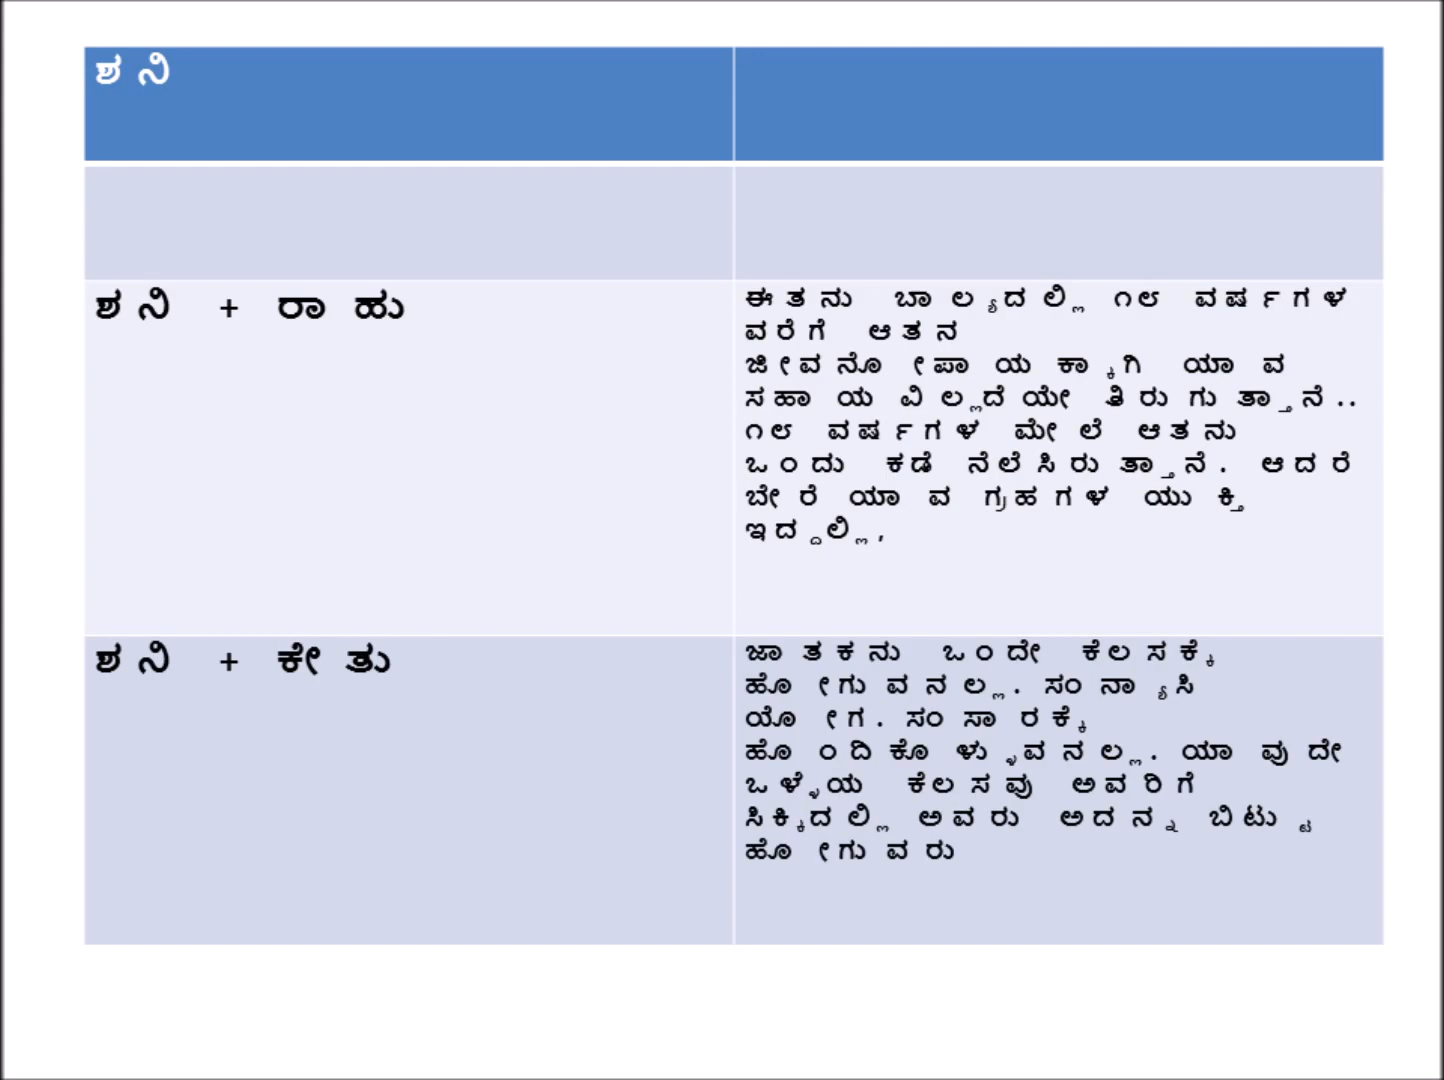 ಶನಿ
ಶನಿ + ರಾಹು
ಈತನು ಬಾಲ್ಯದಲ್ಲಿ ೧೮ ವರ್ಷಗಳ
ವರೆಗೆ ಆತನ
ಜೀವನೋಪಾಯಕ್ಕಾಗಿ ಯಾವ
ಸಹಾಯವಿಲ್ಲದೆಯೇ ತಿರುಗುತ್ತಾನೆ..
೧೮ ವರ್ಷಗಳ ಮೇಲೆ ಆತನು
ಒಂದು ಕಡೆ ನೆಲೆಸಿರುತ್ತಾನೆ. ಆದರೆ
ಬೇರೆ ಯಾವ ಗ್ರಹಗಳ ಯುಕ್ತಿ
ಇದ್ದಲ್ಲಿ,
ಶನಿ + ಕೇತು
ಜಾತಕನು ಒಂದೇ ಕೆಲಸಕ್ಕೆ
ಹೋಗುವನಲ್ಲ. ಸಂನ್ಯಾಸಿ
ಯೋಗ. ಸಂಸಾರಕ್ಕೆ
ಹೊಂದಿಕೊಳ್ಳುವನಲ್ಲ. ಯಾವುದೇ
ಒಳ್ಳೆಯ ಕೆಲಸವು ಅವರಿಗೆ
ಸಿಕ್ಕಿದಲ್ಲಿ ಅವರು ಅದನ್ನ ಬಿಟ್ಟು
ಹೋಗುವರು